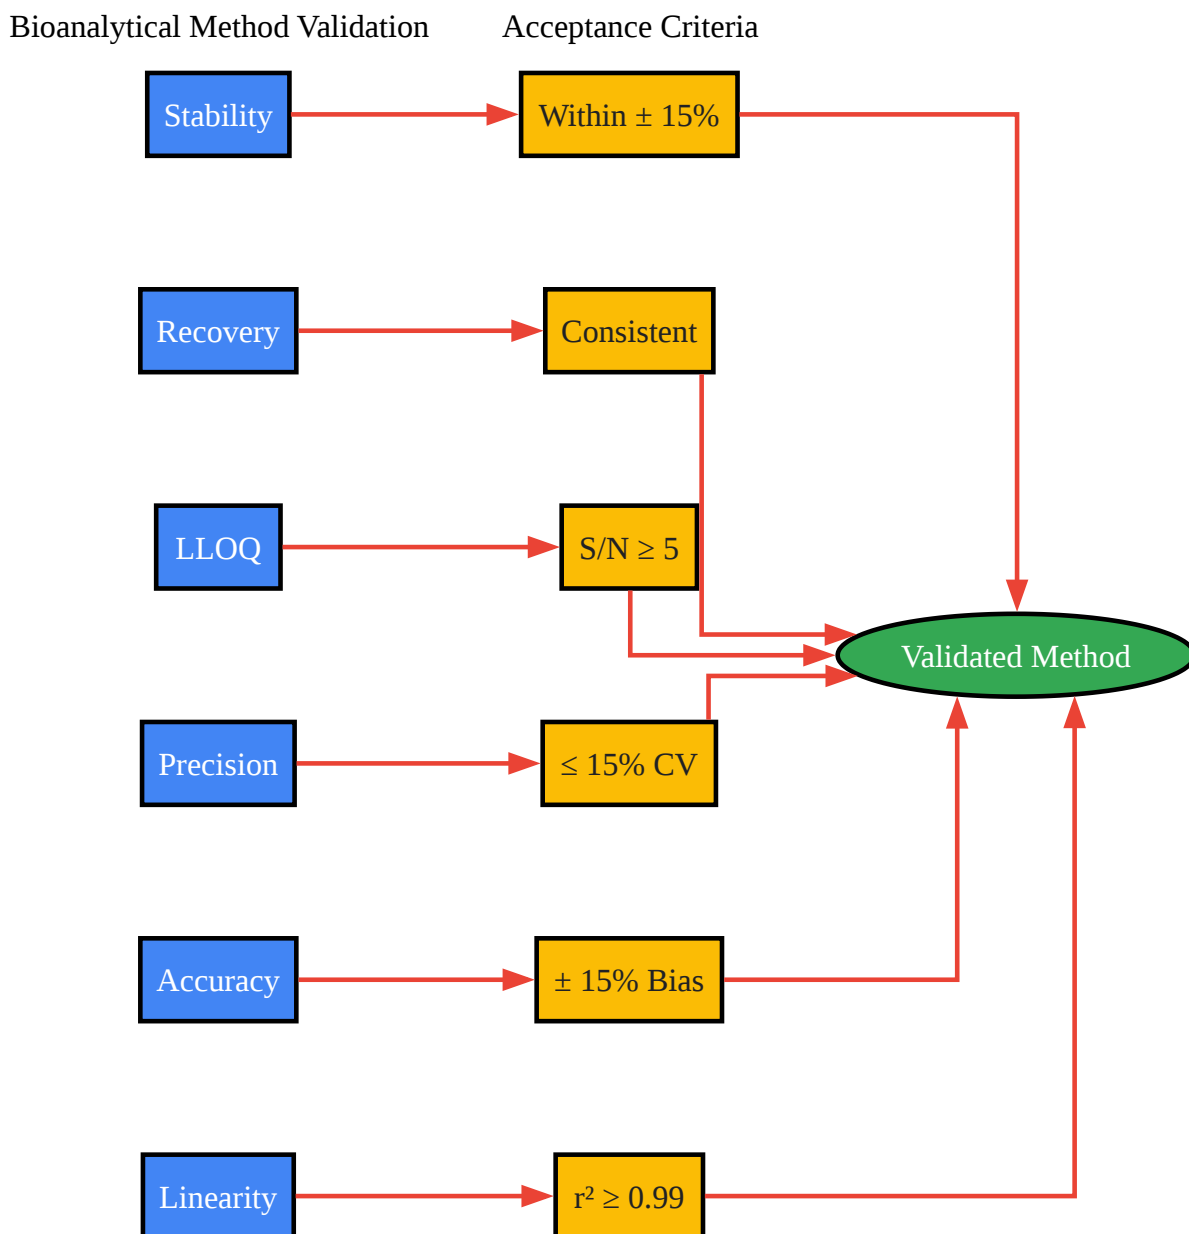 Bioanalytical Method Validation
Acceptance Criteria
Stability
Within ± 15%
Recovery
Consistent
LLOQ
S/N ≥ 5
Validated Method
Precision
≤ 15% CV
Accuracy
± 15% Bias
Linearity
r² ≥ 0.99